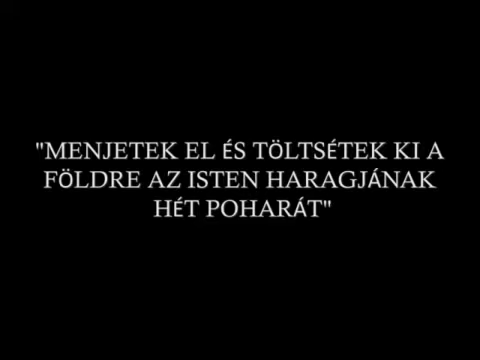 "MENJETEK EL ÉS TÖLTSÉTEK KI A
FÖLDRE AZ ISTEN HARAGJÁNAK
HÉT POHARÁT"